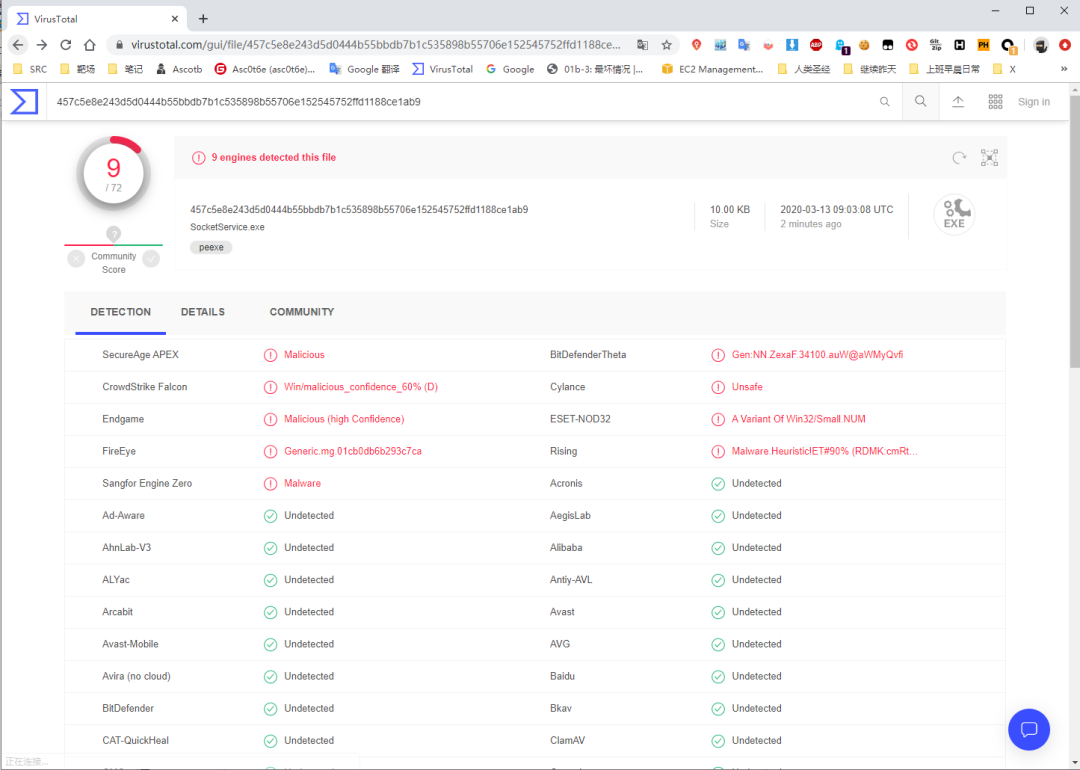 VirusTotal
virustotal.com/gui/file/457c5e8e243d5d0444b55bbdb7b1c535898b55706e152545752ffd1188ce...
SRC 靶场 笔记 Ascotb Asc0t6e (asc0t6e)... Google 翻译 VirusTotal Google 01b-3: 最坏情况 |... EC2 Management... 人类圣经 继续昨天 上班早晨日常 X »
457c5e8e243d5d0444b55bbdb7b1c535898b55706e152545752ffd1188ce1ab9 Sign in
9
/ 72
9 engines detected this file
457c5e8e243d5d0444b55bbdb7b1c535898b55706e152545752ffd1188ce1ab9
SocketService.exe
peexe
10.00 KB
Size
2020-03-13 09:03:08 UTC
2 minutes ago
EXE
?
Community
Score
DETECTION DETAILS COMMUNITY
SecureAge APEX Malicious BitDefenderTheta Gen:NN.ZexaF.34100.auW@aWMyQvfi
CrowdStrike Falcon Win/malicious_confidence_60% (D) Cylance Unsafe
Endgame Malicious (high Confidence) ESET-NOD32 A Variant Of Win32/Small.NUM
FireEye Generic.mg.01cb0db6b293c7ca Rising Malware.Heuristic!ET#90% (RDMK:cmRt...
Sangfor Engine Zero Malware Acronis Undetected
Ad-Aware Undetected AegisLab Undetected
AhnLab-V3 Undetected Alibaba Undetected
ALYac Undetected Antiy-AVL Undetected
Arcabit Undetected Avast Undetected
Avast-Mobile Undetected AVG Undetected
Avira (no cloud) Undetected Baidu Undetected
BitDefender Undetected Bkav Undetected
CAT-QuickHeal Undetected ClamAV Undetected
正在连接...